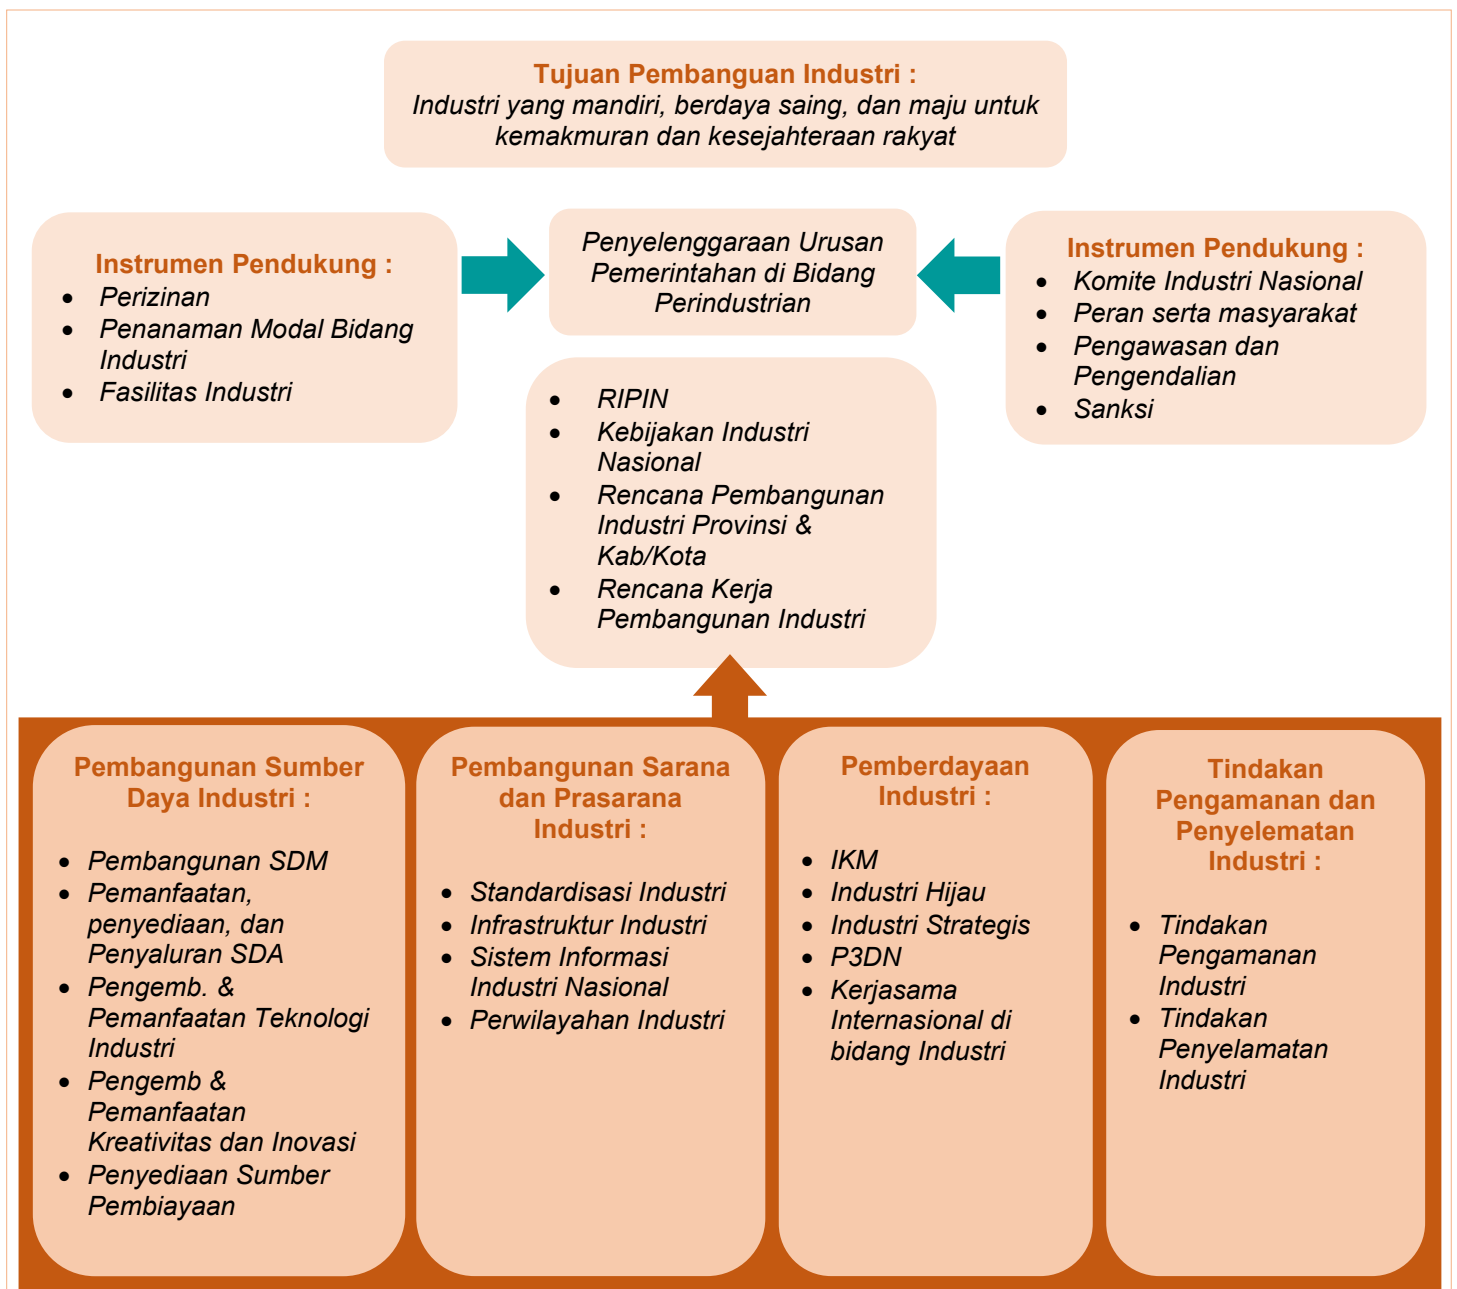 Tujuan Pembanguan Industri :
Industri yang mandiri, berdaya saing, dan maju untuk
kemakmuran dan kesejahteraan rakyat
Instrumen Pendukung :
• Perizinan
• Penanaman Modal Bidang
Industri
• Fasilitas Industri
Penyelenggaraan Urusan
Pemerintahan di Bidang
Perindustrian
Instrumen Pendukung :
• Komite Industri Nasional
• Peran serta masyarakat
• Pengawasan dan
Pengendalian
• Sanksi
• RIPIN
• Kebijakan Industri
Nasional
• Rencana Pembangunan
Industri Provinsi &
Kab/Kota
• Rencana Kerja
Pembangunan Industri
Pembangunan Sumber
Daya Industri :
• Pembangunan SDM
• Pemanfaatan,
penyediaan, dan
Penyaluran SDA
• Pengemb. &
Pemanfaatan Teknologi
Industri
• Pengemb &
Pemanfaatan
Kreativitas dan Inovasi
• Penyediaan Sumber
Pembiayaan
Pembangunan Sarana
dan Prasarana
Industri :
• Standardisasi Industri
• Infrastruktur Industri
• Sistem Informasi
Industri Nasional
• Perwilayahan Industri
Pemberdayaan
Industri :
• IKM
• Industri Hijau
• Industri Strategis
• P3DN
• Kerjasama
Internasional di
bidang Industri
Tindakan
Pengamanan dan
Penyelematan
Industri :
• Tindakan
Pengamanan
Industri
• Tindakan
Penyelamatan
Industri